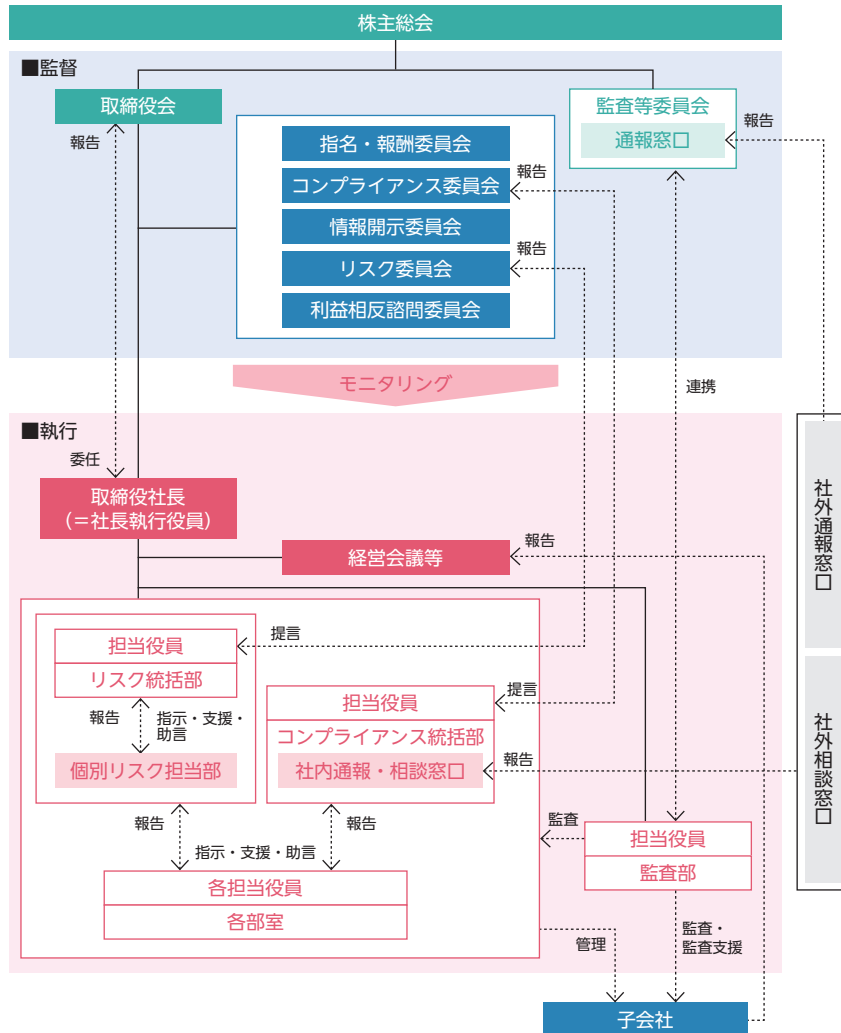 株主総会
■監督
取締役会
監査等委員会
通報窓口
報告
報告
指名・報酬委員会
コンプライアンス委員会
報告
情報開示委員会
リスク委員会
報告
利益相反諮問委員会
モニタリング
連携
■執行
委任
取締役社長
（＝社長執行役員）
経営会議等
報告
社外通報窓口
社外相談窓口
担当役員
リスク統括部
提言
報告
指示・支援・
助言
個別リスク担当部
担当役員
コンプライアンス統括部
社内通報・相談窓口
提言
報告
報告
報告
指示・支援・助言
各担当役員
各部室
監査
担当役員
監査部
管理
監査・
監査支援
子会社